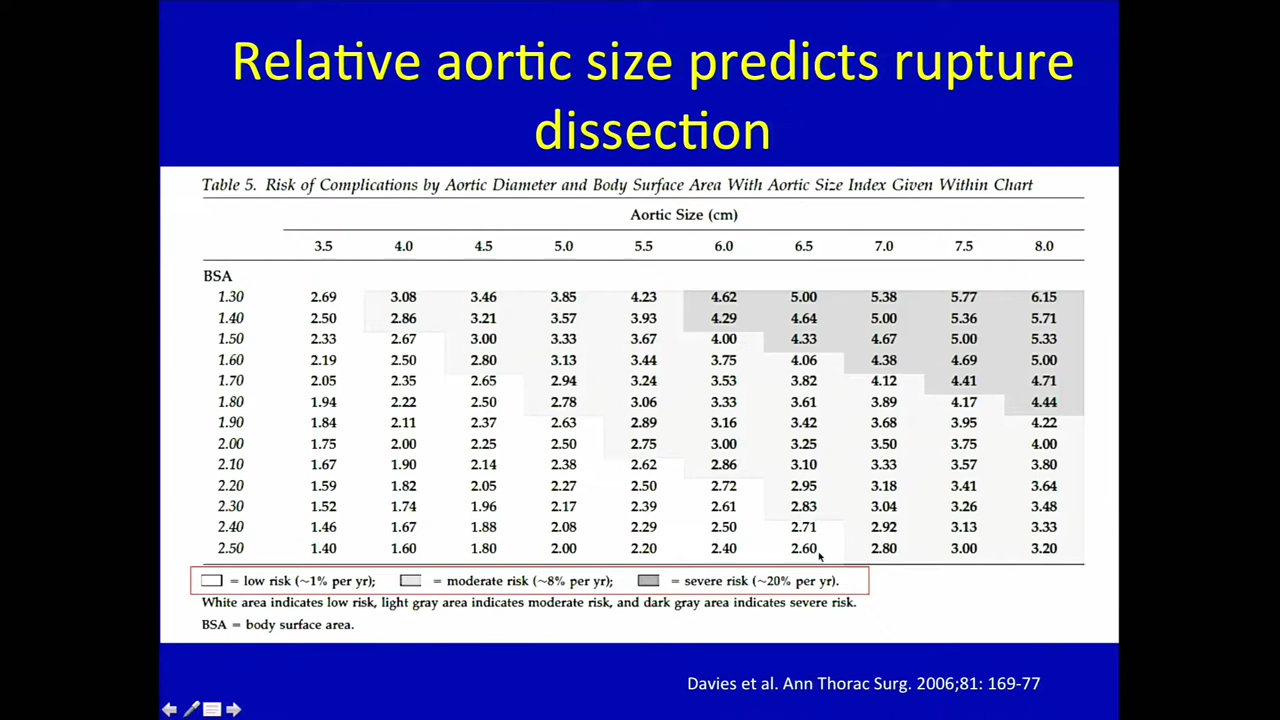 Relative aortic size predicts rupture
dissection
Table 5. Risk of Complications by Aortic Diameter and Body Surface Area With Aortic Size Index Given Within Chart
Aortic Size (cm)
3.5 4.0 4.5 5.0 5.5 6.0 6.5 7.0 7.5 8.0
BSA
1.30 2.69 3.08 3.46 3.85 4.23 4.62 5.00 5.38 5.77 6.15
1.40 2.50 2.86 3.21 3.57 3.93 4.29 4.64 5.00 5.36 5.71
1.50 2.33 2.67 3.00 3.33 3.67 4.00 4.33 4.67 5.00 5.33
1.60 2.19 2.50 2.80 3.13 3.44 3.75 4.06 4.38 4.69 5.00
1.70 2.05 2.35 2.65 2.94 3.24 3.53 3.82 4.12 4.41 4.71
1.80 1.94 2.22 2.50 2.78 3.06 3.33 3.61 3.89 4.17 4.44
1.90 1.84 2.11 2.37 2.63 2.89 3.16 3.42 3.68 3.95 4.22
2.00 1.75 2.00 2.25 2.50 2.75 3.00 3.25 3.50 3.75 4.00
2.10 1.67 1.90 2.14 2.38 2.62 2.86 3.10 3.33 3.57 3.80
2.20 1.59 1.82 2.05 2.27 2.50 2.72 2.95 3.18 3.41 3.64
2.30 1.52 1.74 1.96 2.17 2.39 2.61 2.83 3.04 3.26 3.48
2.40 1.46 1.67 1.88 2.08 2.29 2.50 2.71 2.92 3.13 3.33
2.50 1.40 1.60 1.80 2.00 2.20 2.40 2.60 2.80 3.00 3.20
= low risk (~1% per yr); = moderate risk (~8% per yr); = severe risk (~20% per yr).
White area indicates low risk, light gray area indicates moderate risk, and dark gray area indicates severe risk.
BSA = body surface area.
Davies et al. Ann Thorac Surg. 2006;81: 169-77